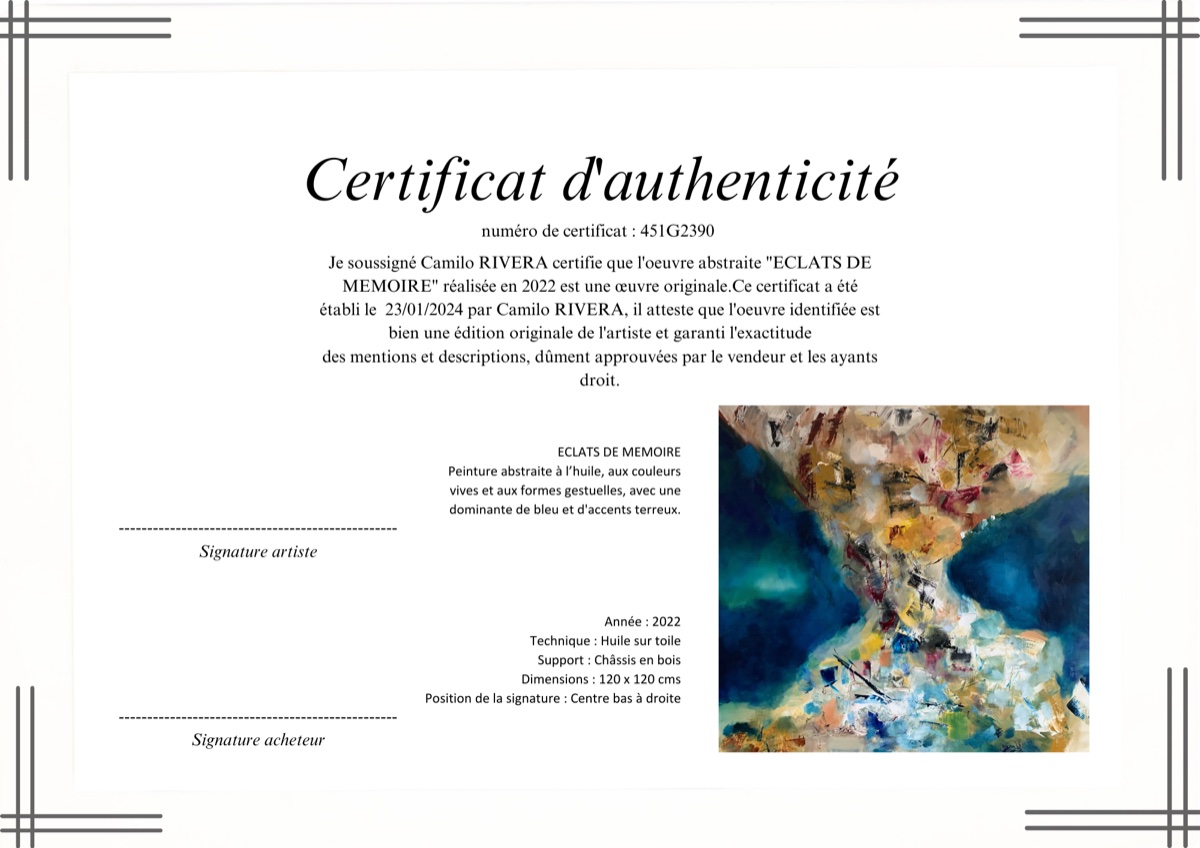 Certificat d'authenticité
numéro de certificat : 451G2390
Je soussigné Camilo RIVERA certifie que l'oeuvre abstraite "ECLATS DE
MEMOIRE" réalisée en 2022 est une œuvre originale.Ce certificat a été
établi le  23/01/2024 par Camilo RIVERA, il atteste que l'oeuvre identifiée est
bien une édition originale de l'artiste et garanti l'exactitude
des mentions et descriptions, dûment approuvées par le vendeur et les ayants
droit.
ECLATS DE MEMOIRE
Peinture abstraite à l’huile, aux couleurs
vives et aux formes gestuelles, avec une
dominante de bleu et d'accents terreux.
Signature artiste
Année : 2022
Technique : Huile sur toile
Support : Châssis en bois
Dimensions : 120 x 120 cms
Position de la signature : Centre bas à droite
Signature acheteur